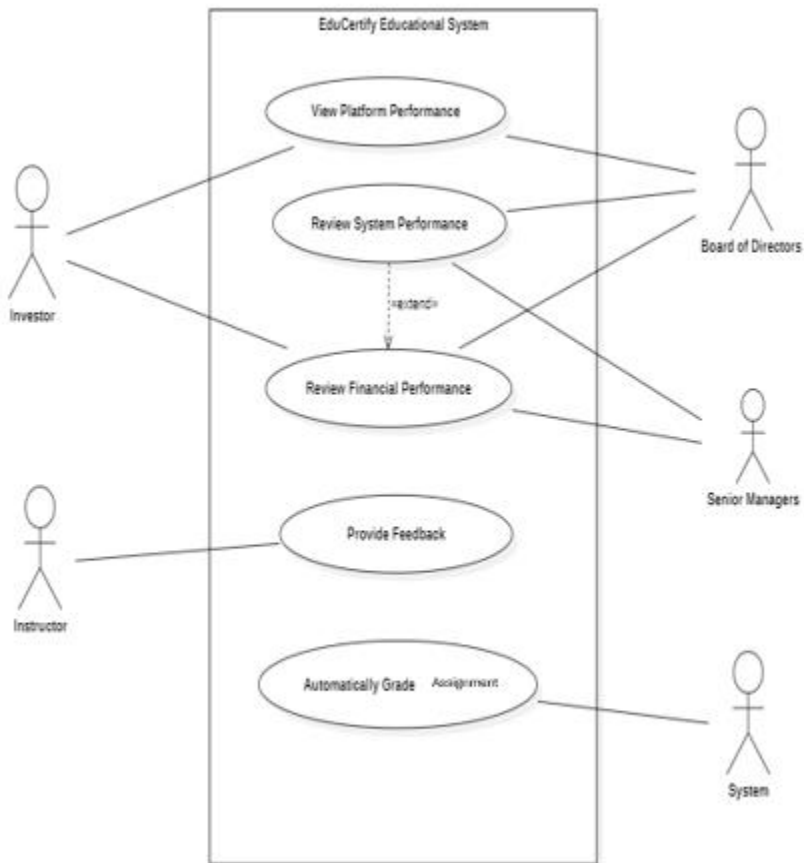 EduCertify Educational System
View Platform Performance
Review System Performance
«extend»
Review Financial Performance
Provide Feedback
Automatically Grade Assignment
Investor
Instructor
Board of Directors
Senior Managers
System